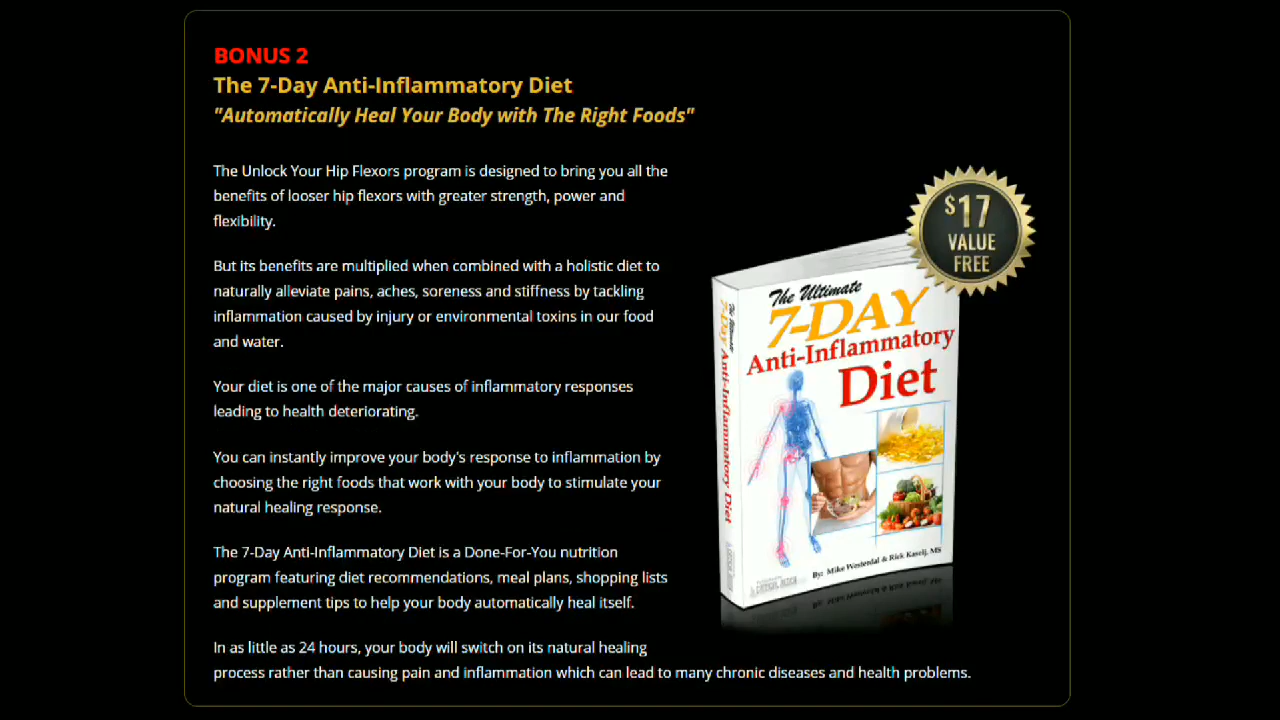 BONUS 2
The 7-Day Anti-Inflammatory Diet
"Automatically Heal Your Body with The Right Foods"
The Unlock Your Hip Flexors program is designed to bring you all the
benefits of looser hip flexors with greater strength, power and
flexibility.
But its benefits are multiplied when combined with a holistic diet to
naturally alleviate pains, aches, soreness and stiffness by tackling
inflammation caused by injury or environmental toxins in our food
and water.
Your diet is one of the major causes of inflammatory responses
leading to health deteriorating.
You can instantly improve your body's response to inflammation by
choosing the right foods that work with your body to stimulate your
natural healing response.
The 7-Day Anti-Inflammatory Diet is a Done-For-You nutrition
program featuring diet recommendations, meal plans, shopping lists
and supplement tips to help your body automatically heal itself.
In as little as 24 hours, your body will switch on its natural healing
process rather than causing pain and inflammation which can lead to many chronic diseases and health problems.
$17
VALUE
FREE
The Ultimate
7-DAY
Anti-Inflammatory
Diet
By: Mike Westerdal & Rick Kaselj, MS
The Ultimate
7-Day Anti-Inflammatory Diet